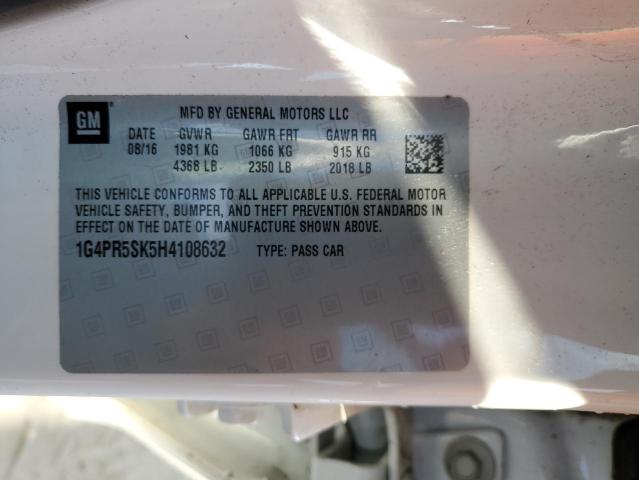 GM
MFD BY GENERAL MOTORS LLC
DATE GVWR GAWR FRT GAWR RR
08/16 1981 KG 1066 KG 915 KG
4368 LB 2350 LB 2018 LB
THIS VEHICLE CONFORMS TO ALL APPLICABLE U.S. FEDERAL MOTOR
VEHICLE SAFETY, BUMPER, AND THEFT PREVENTION STANDARDS IN
EFFECT ON THE DATE OF MANUFACTURE SHOWN ABOVE.
1G4PR5SK5H4108632 TYPE: PASS CAR